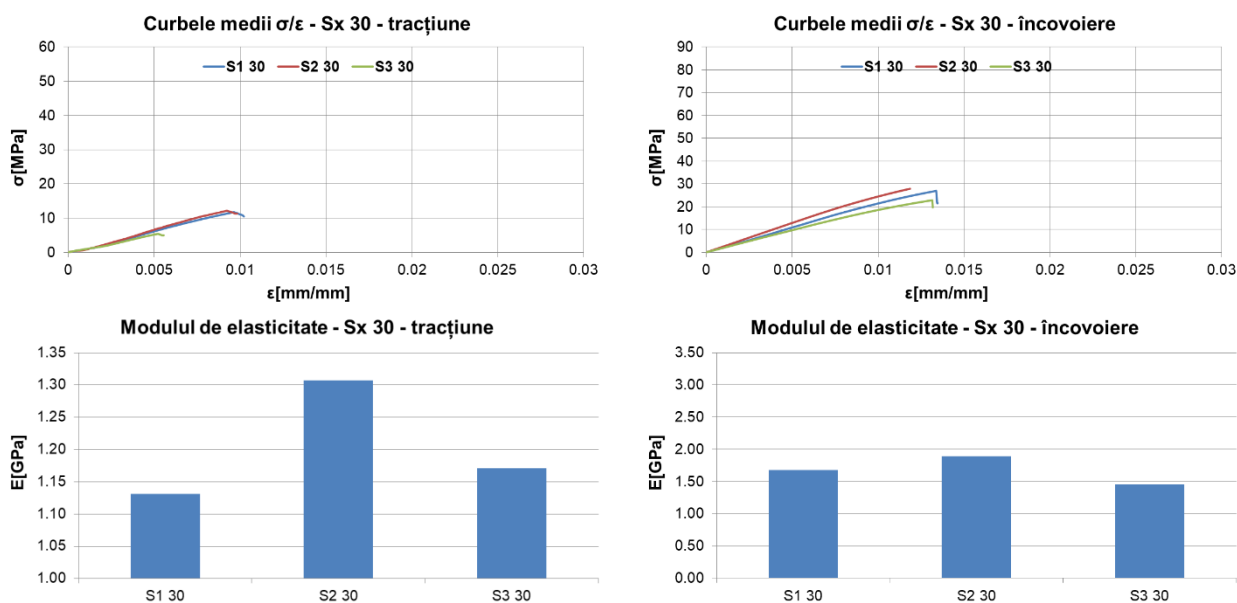 Curbele medii σ/ε - Sx 30 - tracțiune
60
50
40
30
20
10
0
σ[MPa]
S1 30 S2 30 S3 30
0 0.005 0.01 0.015 0.02 0.025 0.03
ε[mm/mm]
Curbele medii σ/ε - Sx 30 - încovoiere
90
80
70
60
50
40
30
20
10
0
σ[MPa]
S1 30 S2 30 S3 30
0 0.005 0.01 0.015 0.02 0.025 0.03
ε[mm/mm]
Modulul de elasticitate - Sx 30 - tracțiune
1.35
1.30
1.25
1.20
1.15
1.10
1.05
1.00
E[GPa]
S1 30 S2 30 S3 30
Modulul de elasticitate - Sx 30 - încovoiere
3.50
3.00
2.50
2.00
1.50
1.00
0.50
0.00
E[GPa]
S1 30 S2 30 S3 30